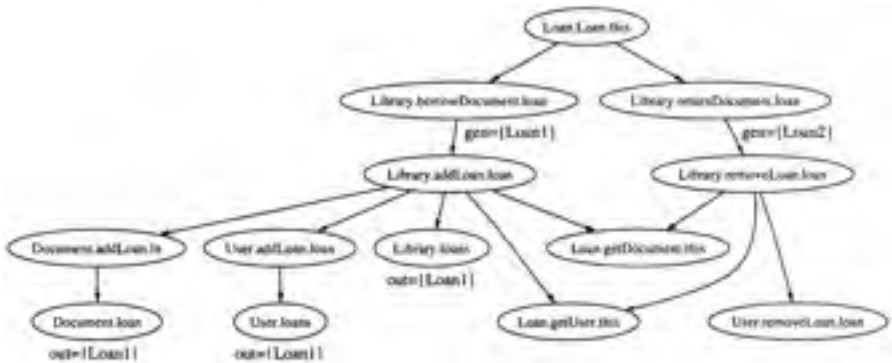 Loan.Loan.this
Library.borrowDocument.loan
Library.returnDocument.loan
gen={Loan1}
gen={Loan2}
Library.addLoan.loan
Library.removeLoan.loan
Document.addLoan.ln
User.addLoan.loan
Library.loans
Loan.getDocument.this
out={Loan1}
Document.loan
User.loans
Loan.getUser.this
User.removeLoan.loan
out={Loan1}
out={Loan1}